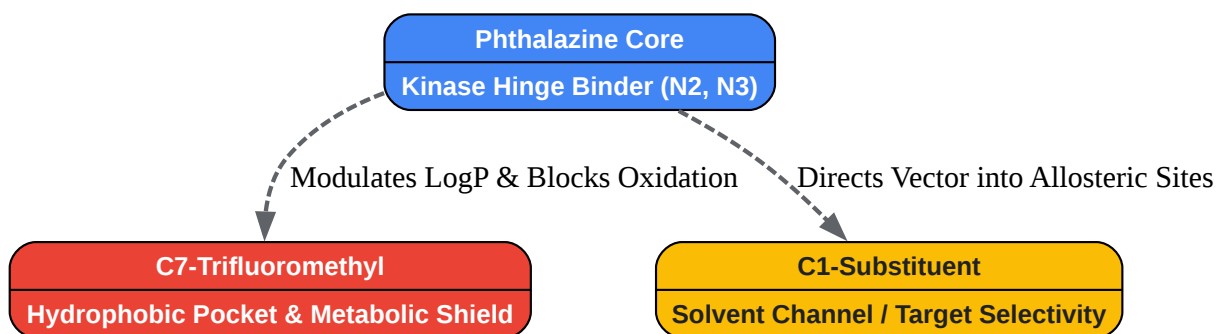 Phthalazine Core
Kinase Hinge Binder (N2, N3)
Modulates LogP & Blocks Oxidation
Directs Vector into Allosteric Sites
C7-Trifluoromethyl
Hydrophobic Pocket & Metabolic Shield
C1-Substituent
Solvent Channel / Target Selectivity